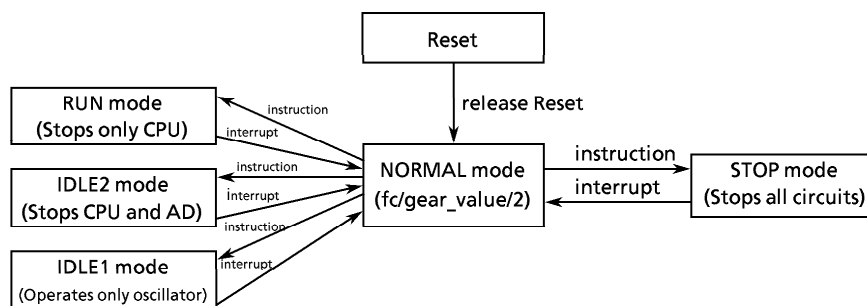 Reset
release Reset
RUN mode
(Stops only CPU)
instruction
interrupt
IDLE2 mode
(Stops CPU and AD)
instruction
interrupt
IDLE1 mode
(Operates only oscillator)
instruction
interrupt
NORMAL mode
(fc/gear_value/2)
instruction
interrupt
STOP mode
(Stops all circuits)